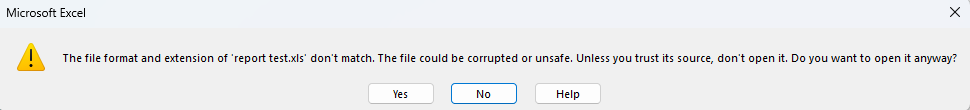 Microsoft Excel
The file format and extension of 'report test.xls' don't match. The file could be corrupted or unsafe. Unless you trust its source, don't open it. Do you want to open it anyway?
Yes No Help